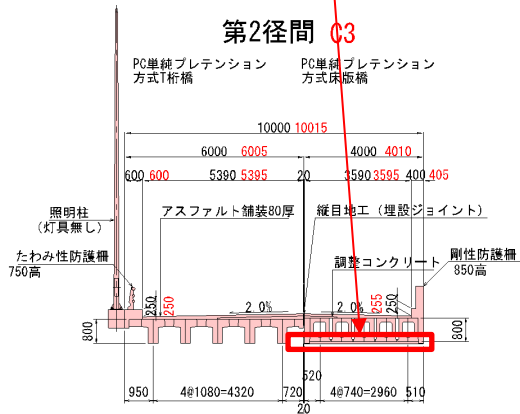 第2径間 C3
PC単純プレテンション
方式T桁橋
PC単純プレテンション
方式床版橋
10000 10015
6000 6005
4000 4010
600 600
5390 5395
20
3590 3595
400 405
照明柱
(灯具無し)
アスファルト舗装80厚
縦目地工(埋設ジョイント)
たわみ性防護柵
750高
調整コンクリート
剛性防護柵
850高
250
250
2.0%
2.0%
255
250
800
800
520
950
4@1080=4320
720
4@740=2960
510
20